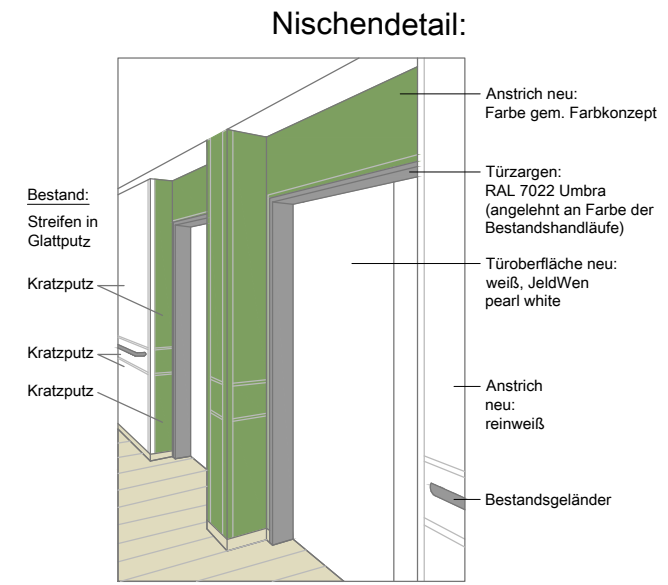 Nischendetail:
Anstrich neu:
Farbe gem. Farbkonzept
Türzargen:
RAL 7022 Umbra
(angelehnt an Farbe der
Bestandshandläufe)
Türoberfläche neu:
weiß, JeldWen
pearl white
Anstrich
neu:
reinweiß
Bestandsgeländer
Bestand:
Streifen in
Glattputz
Kratzputz
Kratzputz
Kratzputz